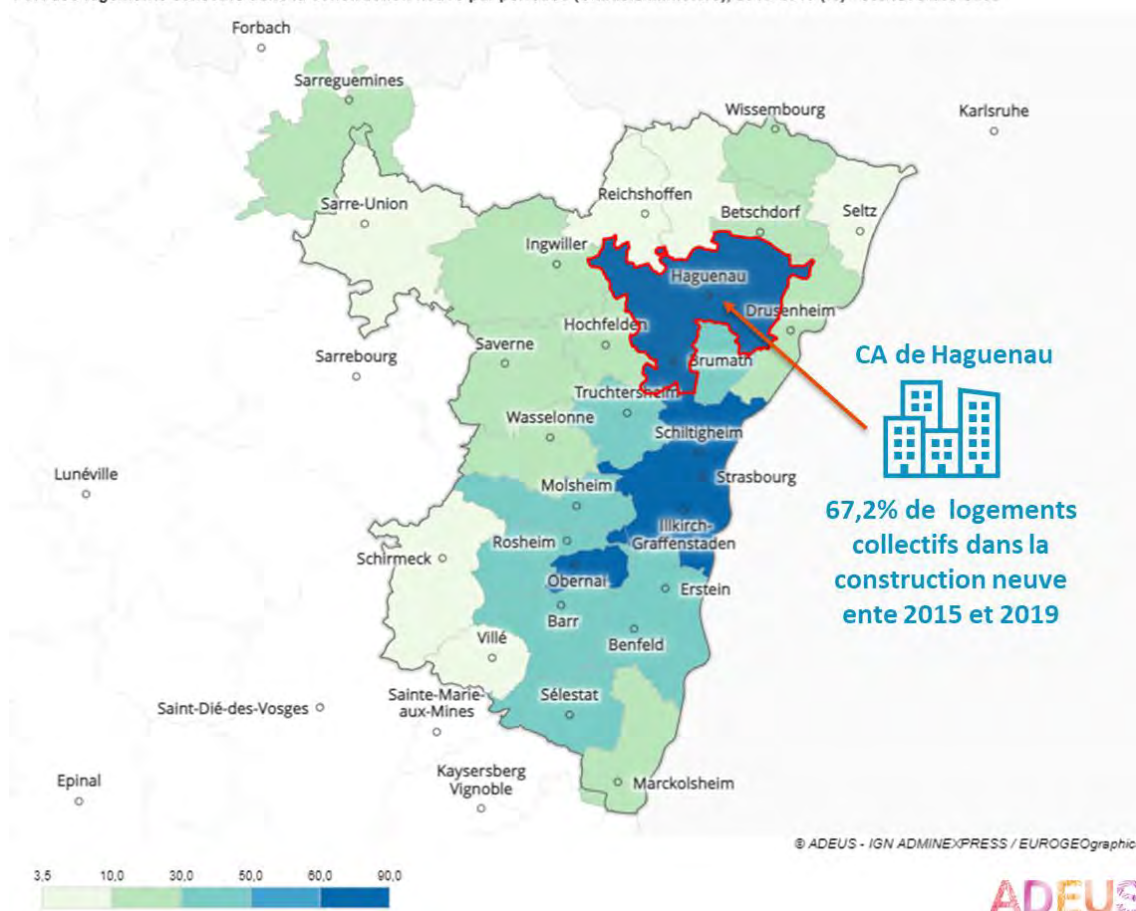 Forbach
Sarreguemines
Wissembourg
Karlsruhe
Reichshoffen
Sarre-Union
Betschdorf
Seltz
Ingwiller
Haguenau
Drusenheim
Hochfelden
Saverne
Sarrebourg
Brumath
CA de Haguenau
Truchtersheim
Wasselonne
Schiltigheim
Lunéville
Strasbourg
Molsheim
67,2% de logements
collectifs dans la
construction neuve
ente 2015 et 2019
Illkirch-
Graffenstaden
Rosheim
Schirmeck
Obernai
Erstein
Barr
Villé
Benfeld
Sainte-Marie-
aux-Mines
Sélestat
Saint-Dié-des-Vosges
Epinal
Kaysersberg
Vignoble
Marckolsheim
© ADEUS - IGN ADMINEXPRESS / EUROGEOgraphic
3,5 10,0 30,0 50,0 60,0 90,0
ADEUS